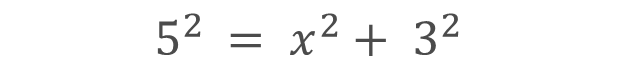 5² = x² + 3²